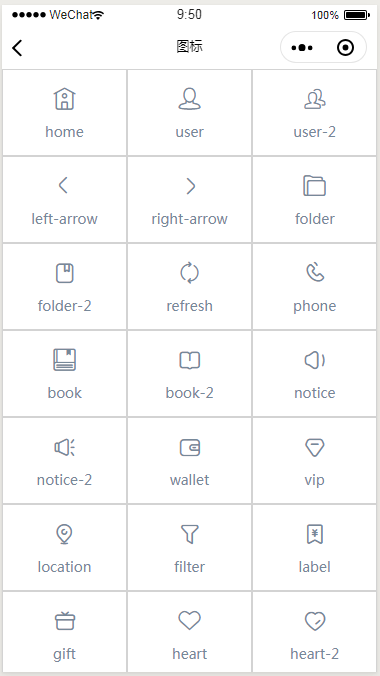 WeChat 9:50 100%
图标
home user user-2
left-arrow right-arrow folder
folder-2 refresh phone
book book-2 notice
notice-2 wallet vip
location filter label
gift heart heart-2